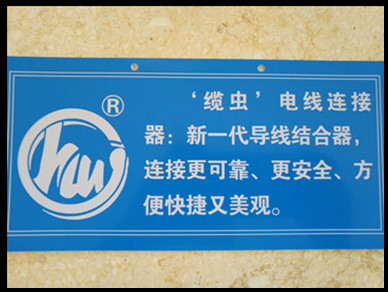 ®
‘缆虫’电线连接
器：新一代导线结合器，
连接更可靠、更安全、方
便快捷又美观。